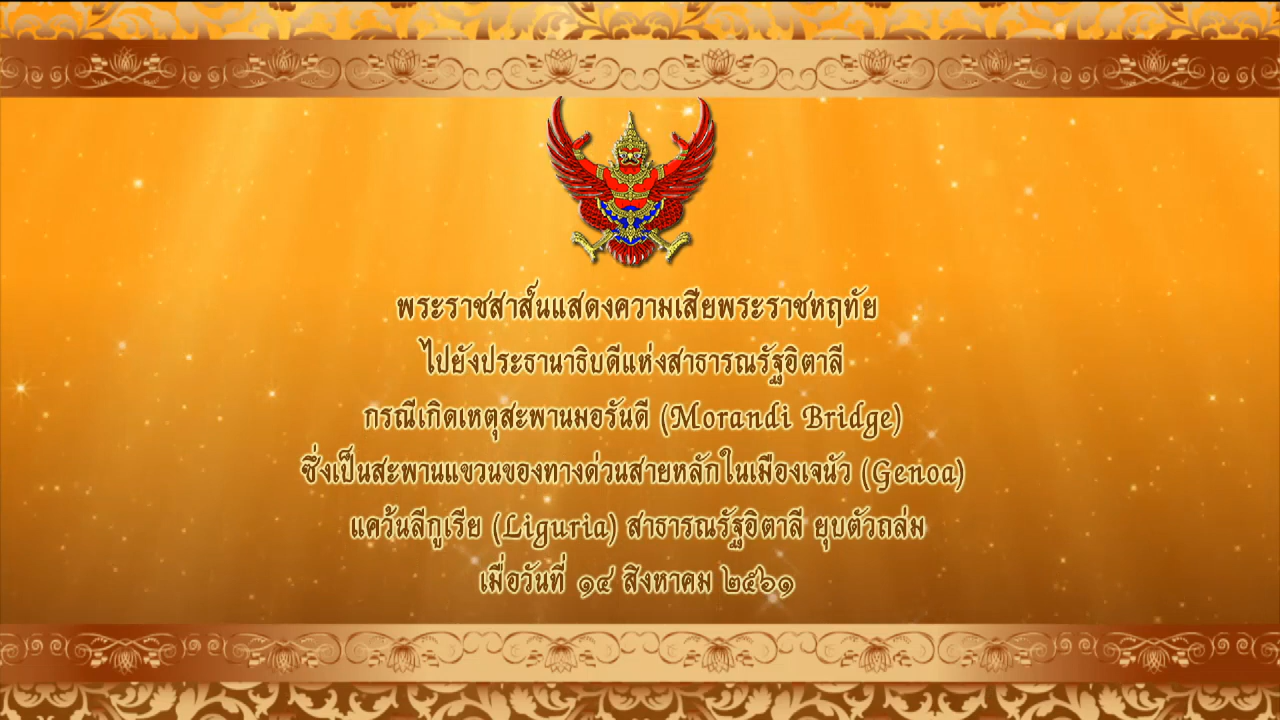 พระราชสาส์นแสดงความเสียพระราชหฤทัย
ไปยังประธานาธิบดีแห่งสาธารณรัฐอิตาลี
กรณีเกิดเหตุสะพานมอรันดี (Morandi Bridge)
ซึ่งเป็นสะพานแขวนของทางด่วนสายหลักในเมืองเจนัว (Genoa)
แคว้นลีกูเรีย (Liguria) สาธารณรัฐอิตาลี ยุบตัวถล่ม
เมื่อวันที่ ๑๔ สิงหาคม ๒๕๖๑